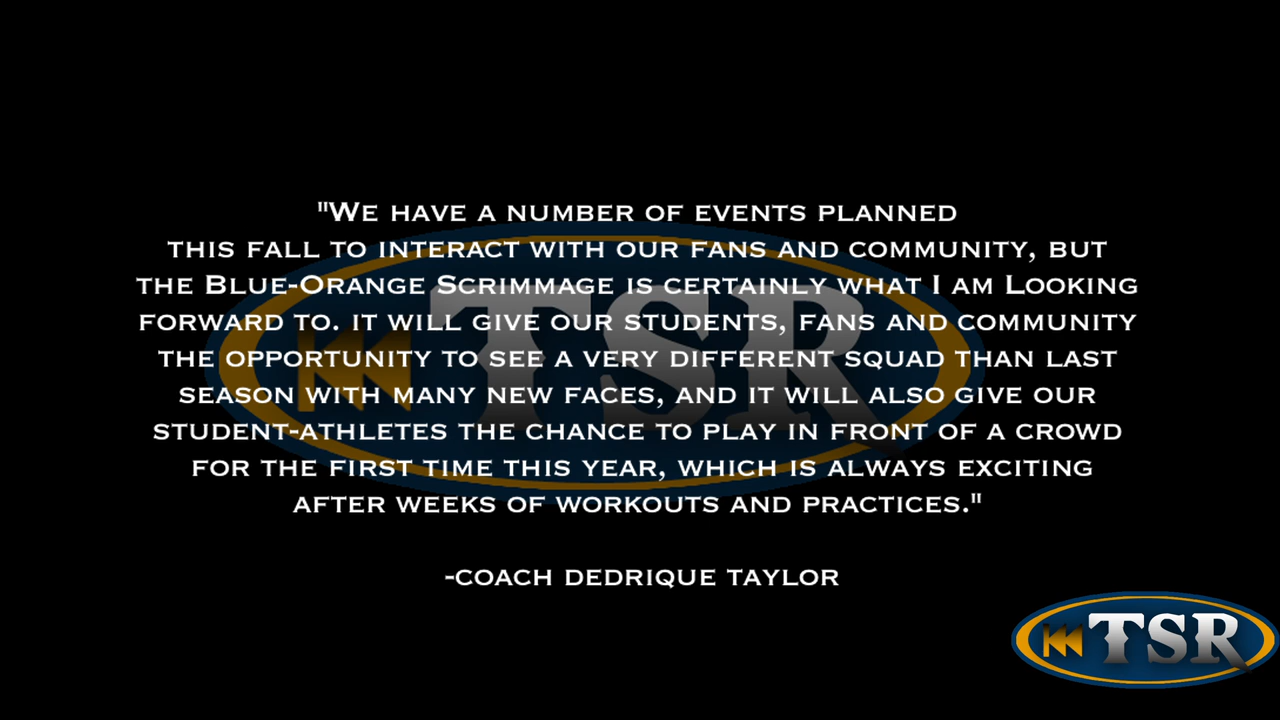 "We have a number of events planned
this fall to interact with our fans and community, but
the Blue-Orange Scrimmage is certainly what I am Looking
forward to. it will give our students, fans and community
the opportunity to see a very different squad than last
season with many new faces, and it will also give our
student-athletes the chance to play in front of a crowd
for the first time this year, which is always exciting
after weeks of workouts and practices."
-coach dedrique taylor
TSR
TSR